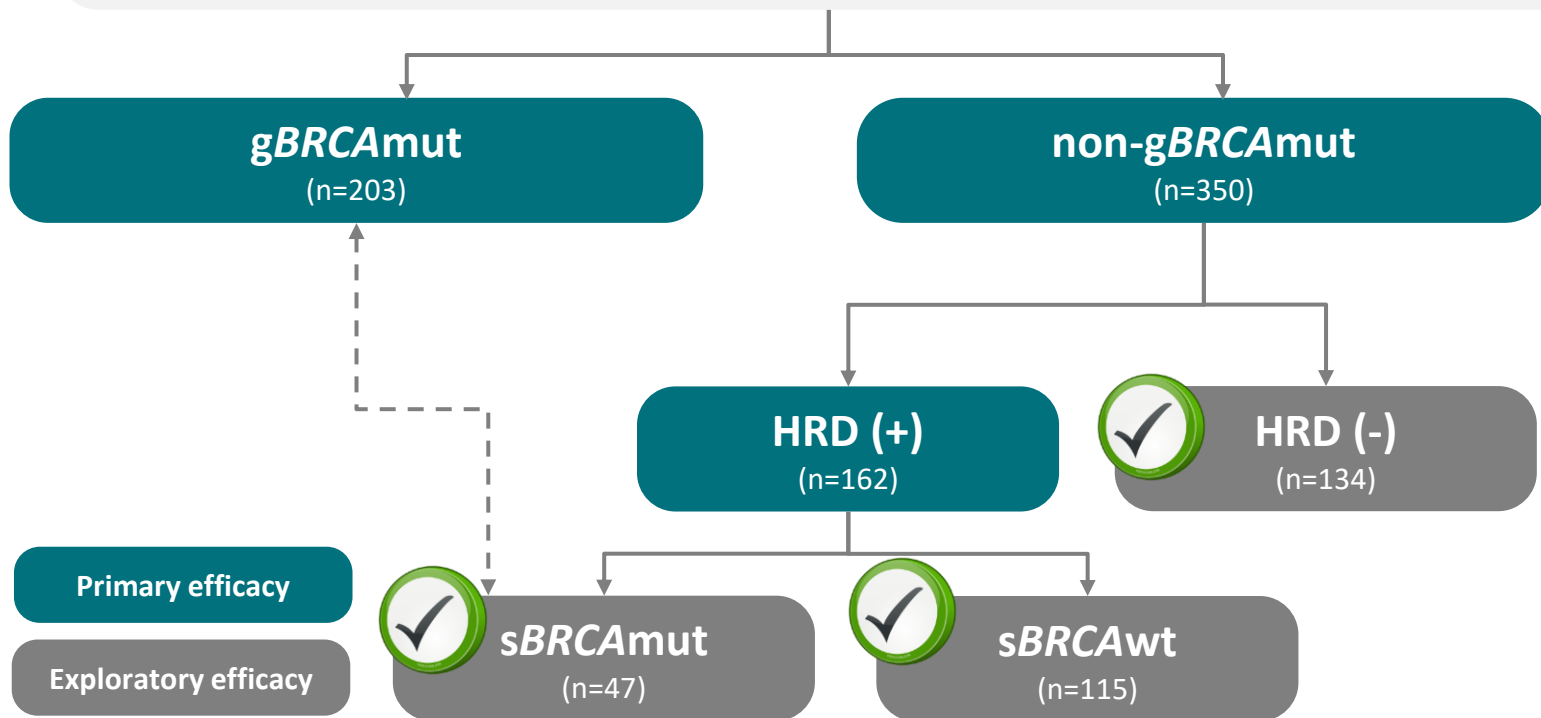 gBRCAmut
(n=203)
non-gBRCAmut
(n=350)
HRD (+)
(n=162)
HRD (-)
(n=134)
Primary efficacy
Exploratory efficacy
sBRCAmut
(n=47)
sBRCAwt
(n=115)